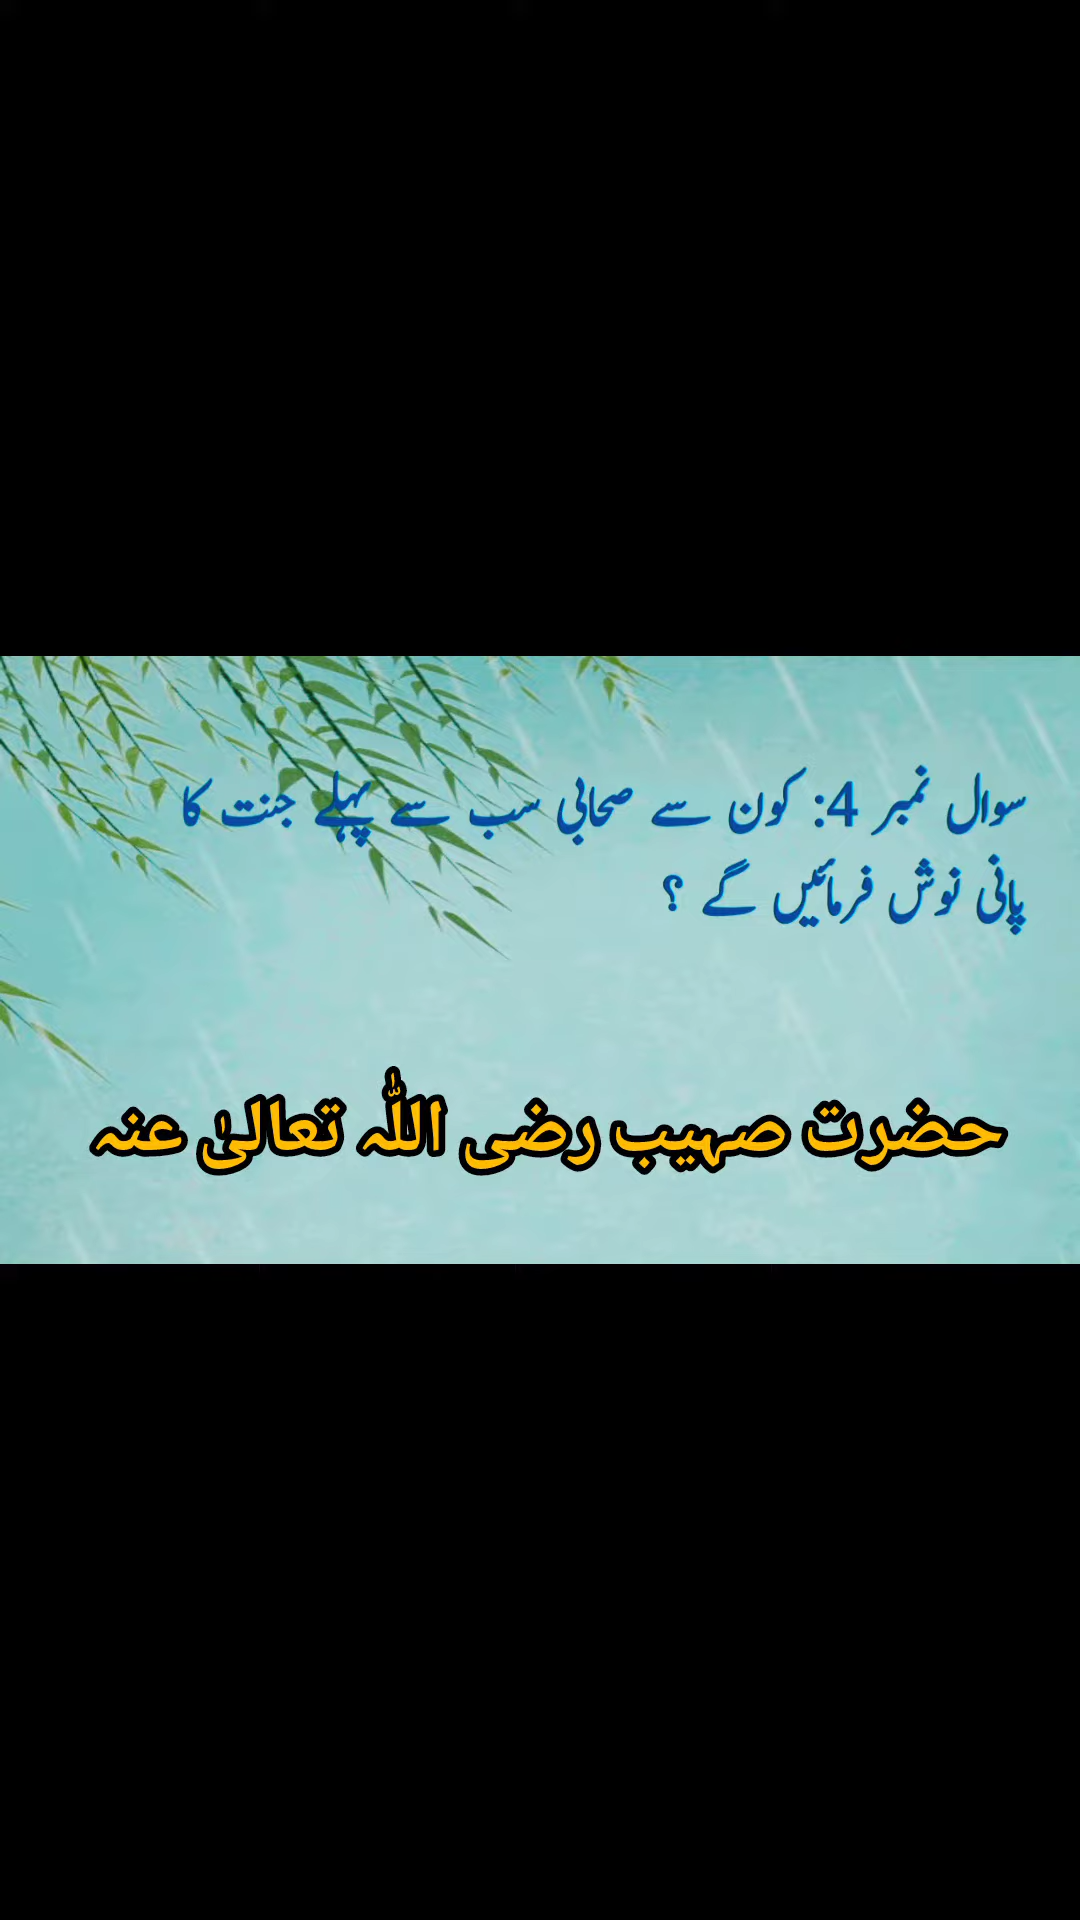 سوال نمبر 4: کون سے صحابی سب سے پہلے جنت کا
پانی نوش فرمائیں گے ؟
حضرت صہیب رضی اللّٰہ تعالیٰ عنہ